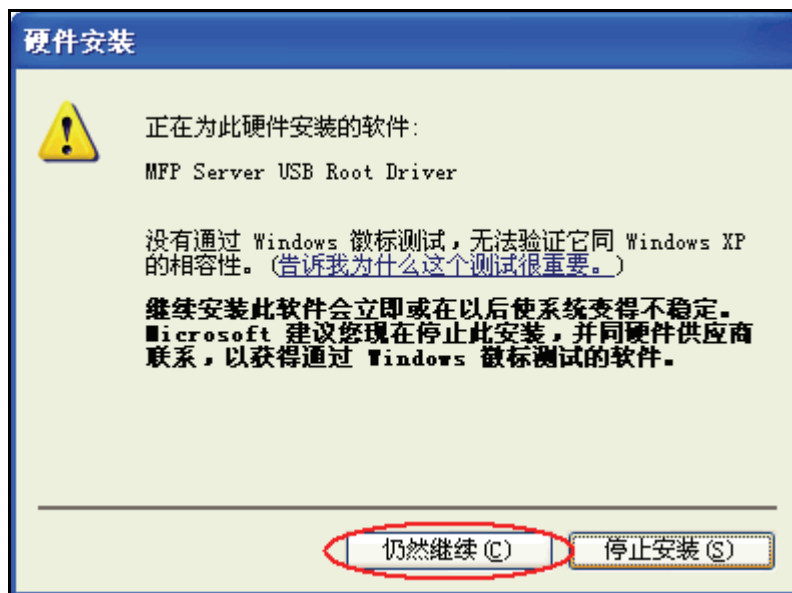 硬件安装
正在为此硬件安装的软件:
MFP Server USB Root Driver
没有通过 Windows 徽标测试，无法验证它同 Windows XP
的相容性。(告诉我为什么这个测试很重要。)
继续安装此软件会立即或在以后使系统变得不稳定。
Microsoft 建议您现在停止此安装，并同硬件供应商
联系，以获得通过 Windows 徽标测试的软件。
仍然继续(C) 停止安装(S)